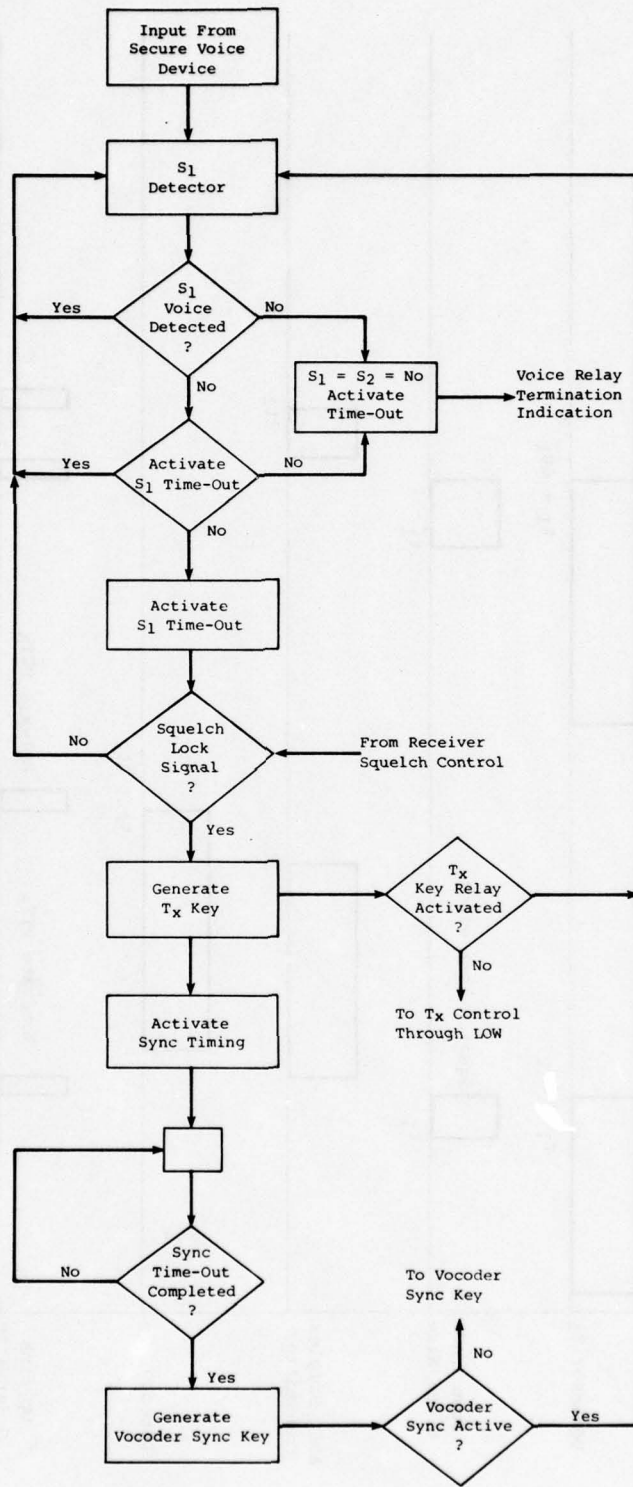 Input From
Secure Voice
Device
S1
Detector
S1
Voice
Detected
?
Yes
No
No
S1 = S2 = No
Activate
Time-Out
Voice Relay
Termination
Indication
Activate
S1 Time-Out
Yes
No
No
Activate
S1 Time-Out
Squelch
Lock
Signal
?
No
From Receiver
Squelch Control
Yes
Generate
Tx Key
Tx
Key Relay
Activated
?
No
To Tx Control
Through LOW
Activate
Sync Timing
Sync
Time-Out
Completed
?
No
Yes
To Vocoder
Sync Key
No
Generate
Vocoder Sync Key
Vocoder
Sync Active
?
Yes